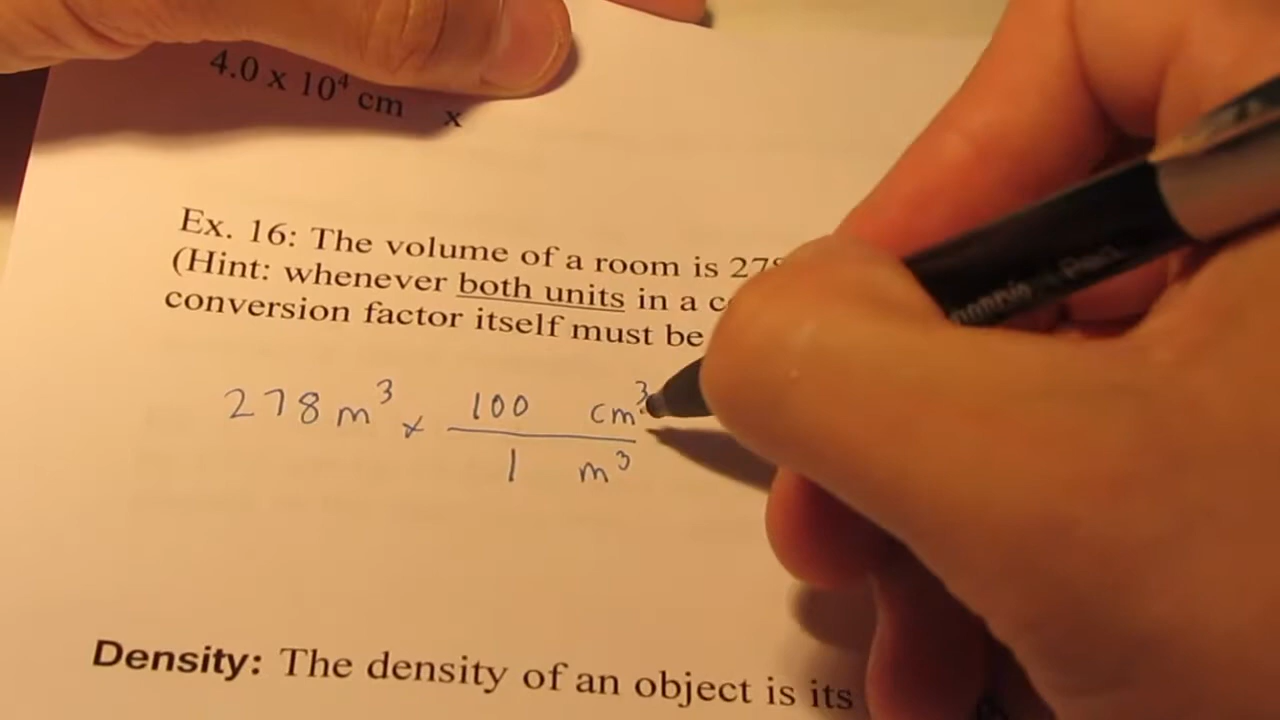 4.0 x 10⁴ cm x
Ex. 16: The volume of a room is 278
(Hint: whenever both units in a
conversion factor itself must be
278 m³ x 100 cm³
1 m³
Density: The density of an object is its